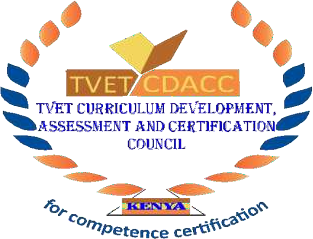 TVET CDACC
TVET CURRICULUM DEVELOPMENT,
ASSESSMENT AND CERTIFICATION
COUNCIL
KENYA
for competence certification